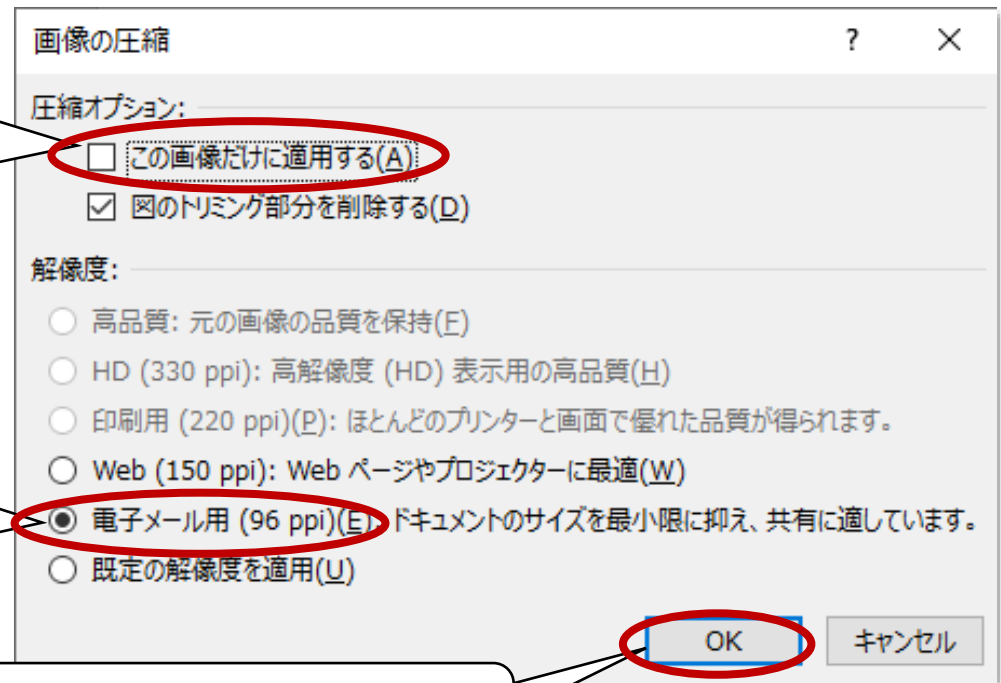 画像の圧縮 ? ×
圧縮オプション:
この画像だけに適用する(A)
図のトリミング部分を削除する(D)
解像度:
高品質: 元の画像の品質を保持(F)
HD (330 ppi): 高解像度 (HD) 表示用の高品質(H)
印刷用 (220 ppi)(P): ほとんどのプリンターと画面で優れた品質が得られます。
Web (150 ppi): Web ページやプロジェクターに最適(W)
電子メール用 (96 ppi)(E): ドキュメントのサイズを最小限に抑え、共有に適しています。
既定の解像度を適用(U)
OK キャンセル